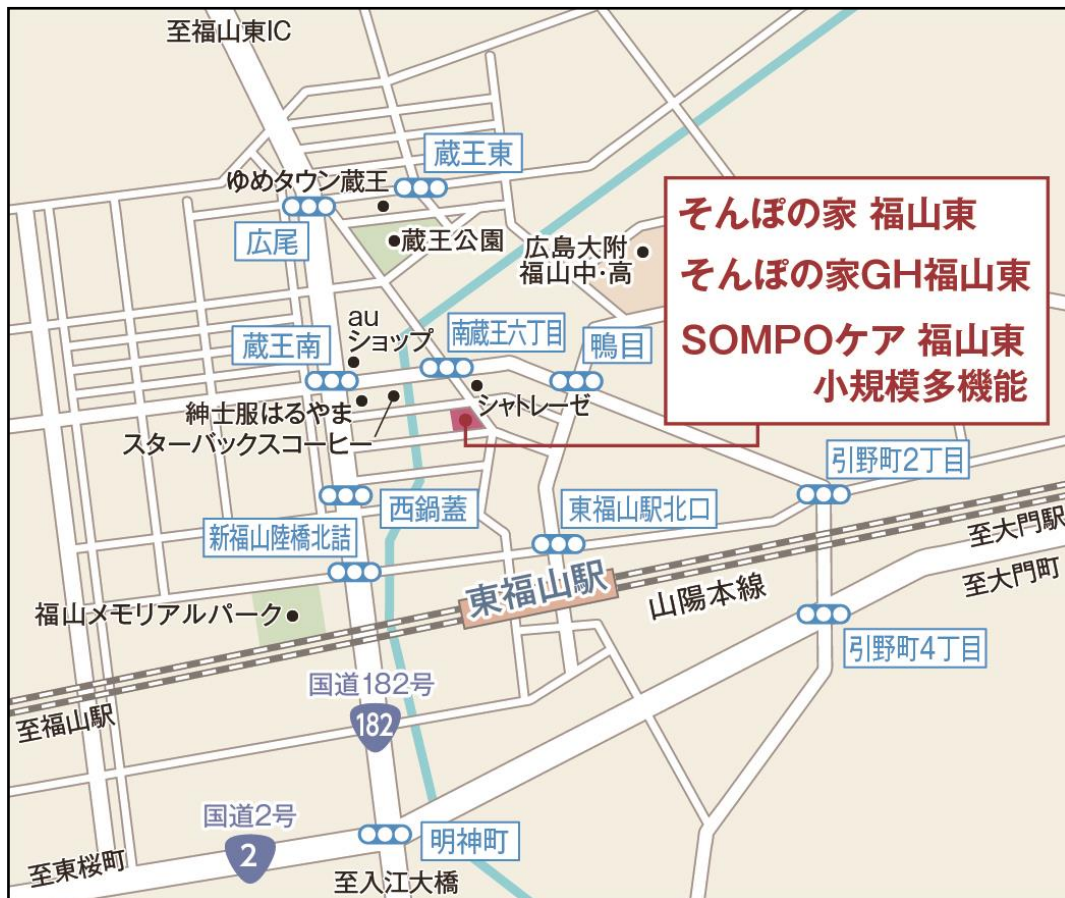 至福山東IC
蔵王東
ゆめタウン蔵王
広尾
蔵王公園
広島大附
福山中・高
そんぽの家 福山東
そんぽの家GH福山東
SOMPOケア 福山東
小規模多機能
au
ショップ
蔵王南
南蔵王六丁目
鴨目
紳士服はるやま
スターバックスコーヒー
シャトレーゼ
引野町2丁目
西鍋蓋
東福山駅北口
新福山陸橋北詰
至大門駅
至大門町
東福山駅
山陽本線
福山メモリアルパーク
引野町4丁目
国道182号
182
至福山駅
国道2号
2
明神町
至東桜町
至入江大橋